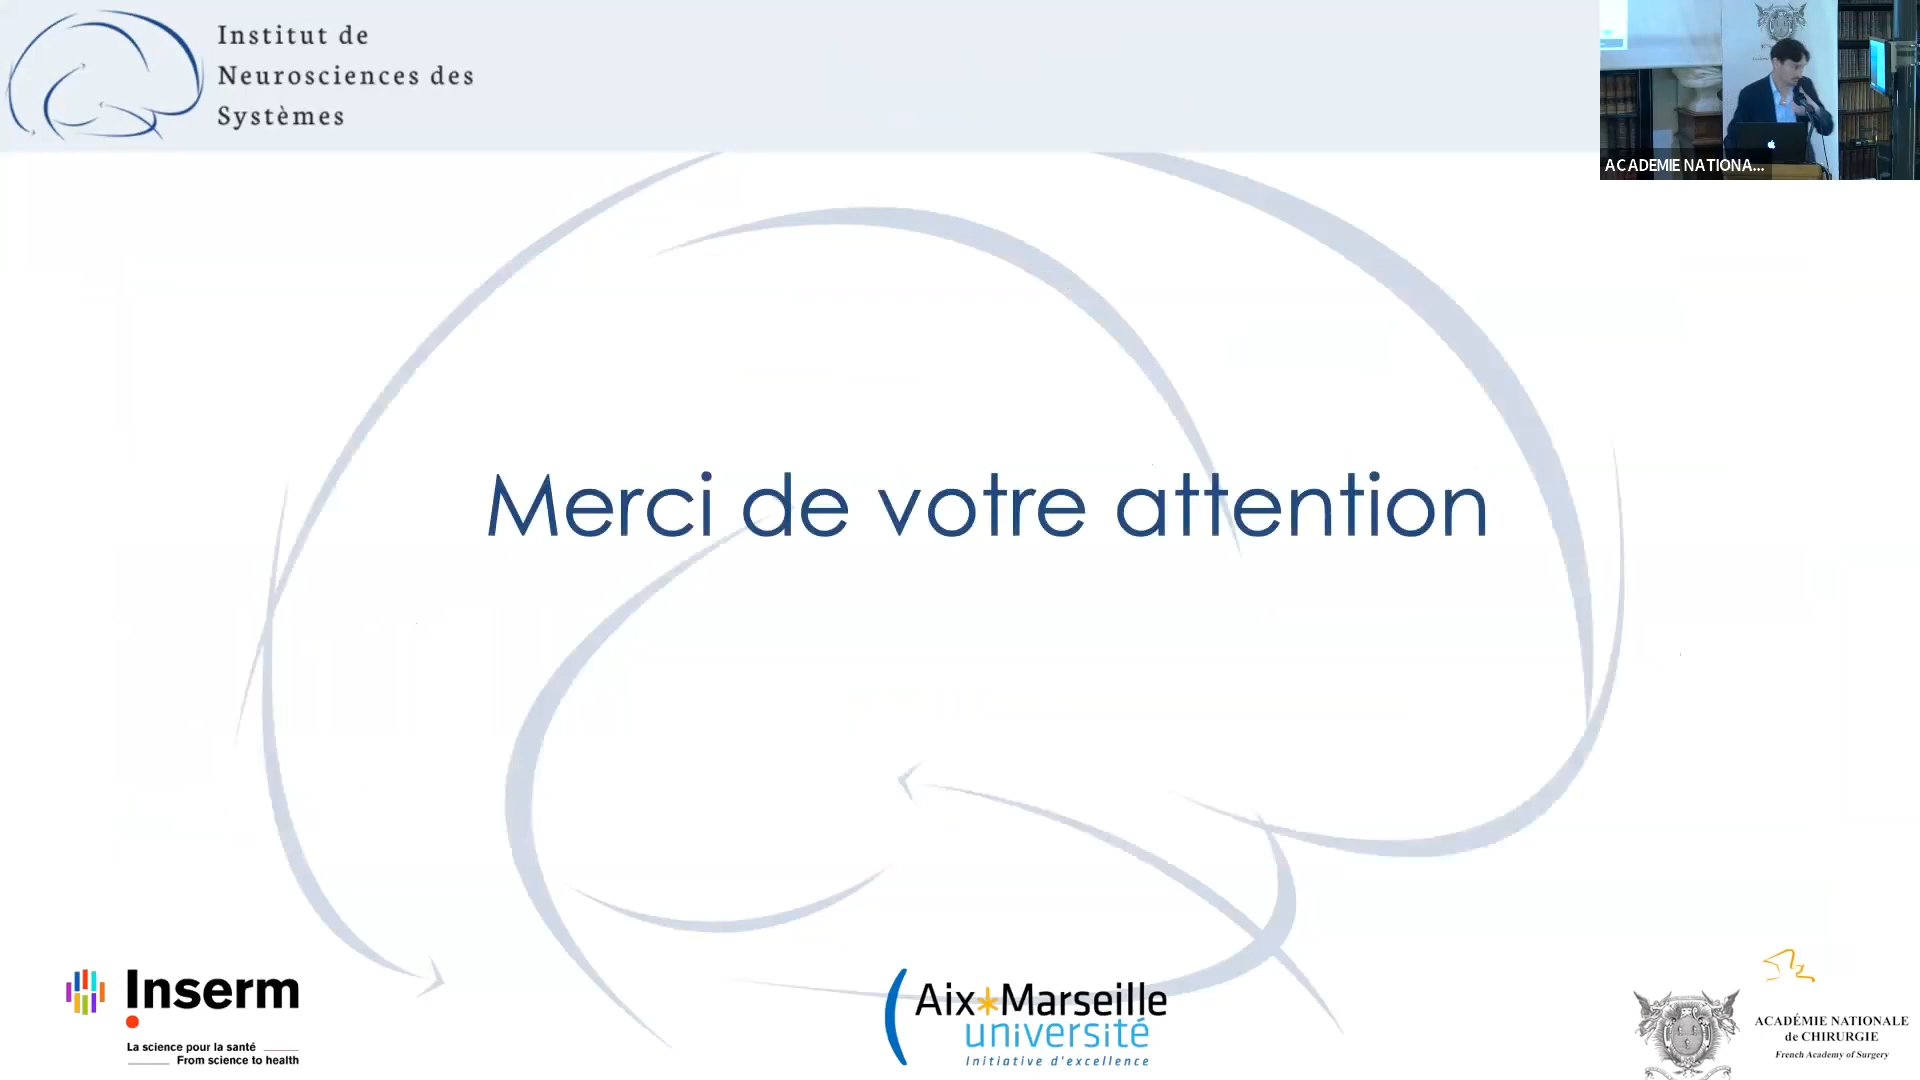 Institut de
Neurosciences des
Systèmes
ACADEMIE NATIONA...
Merci de votre attention
Inserm
La science pour la santé
From science to health
Aix Marseille
université
Initiative d'excellence
ACADÉMIE NATIONALE
de CHIRURGIE
French Academy of Surgery